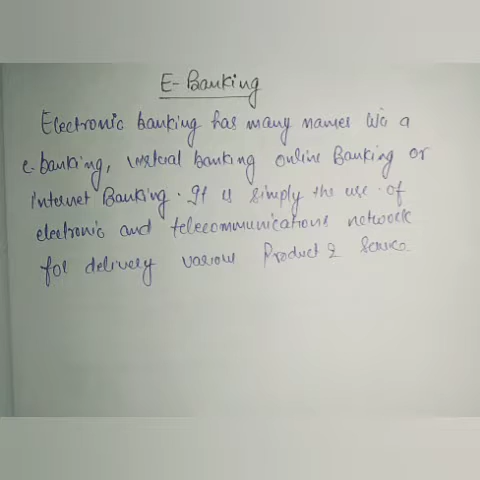 E-Banking
Electronic banking has many names like a
e-banking, virtual banking online Banking or
internet Banking. It is simply the use of
electronic and telecommunications network
for delivery various Product & Service